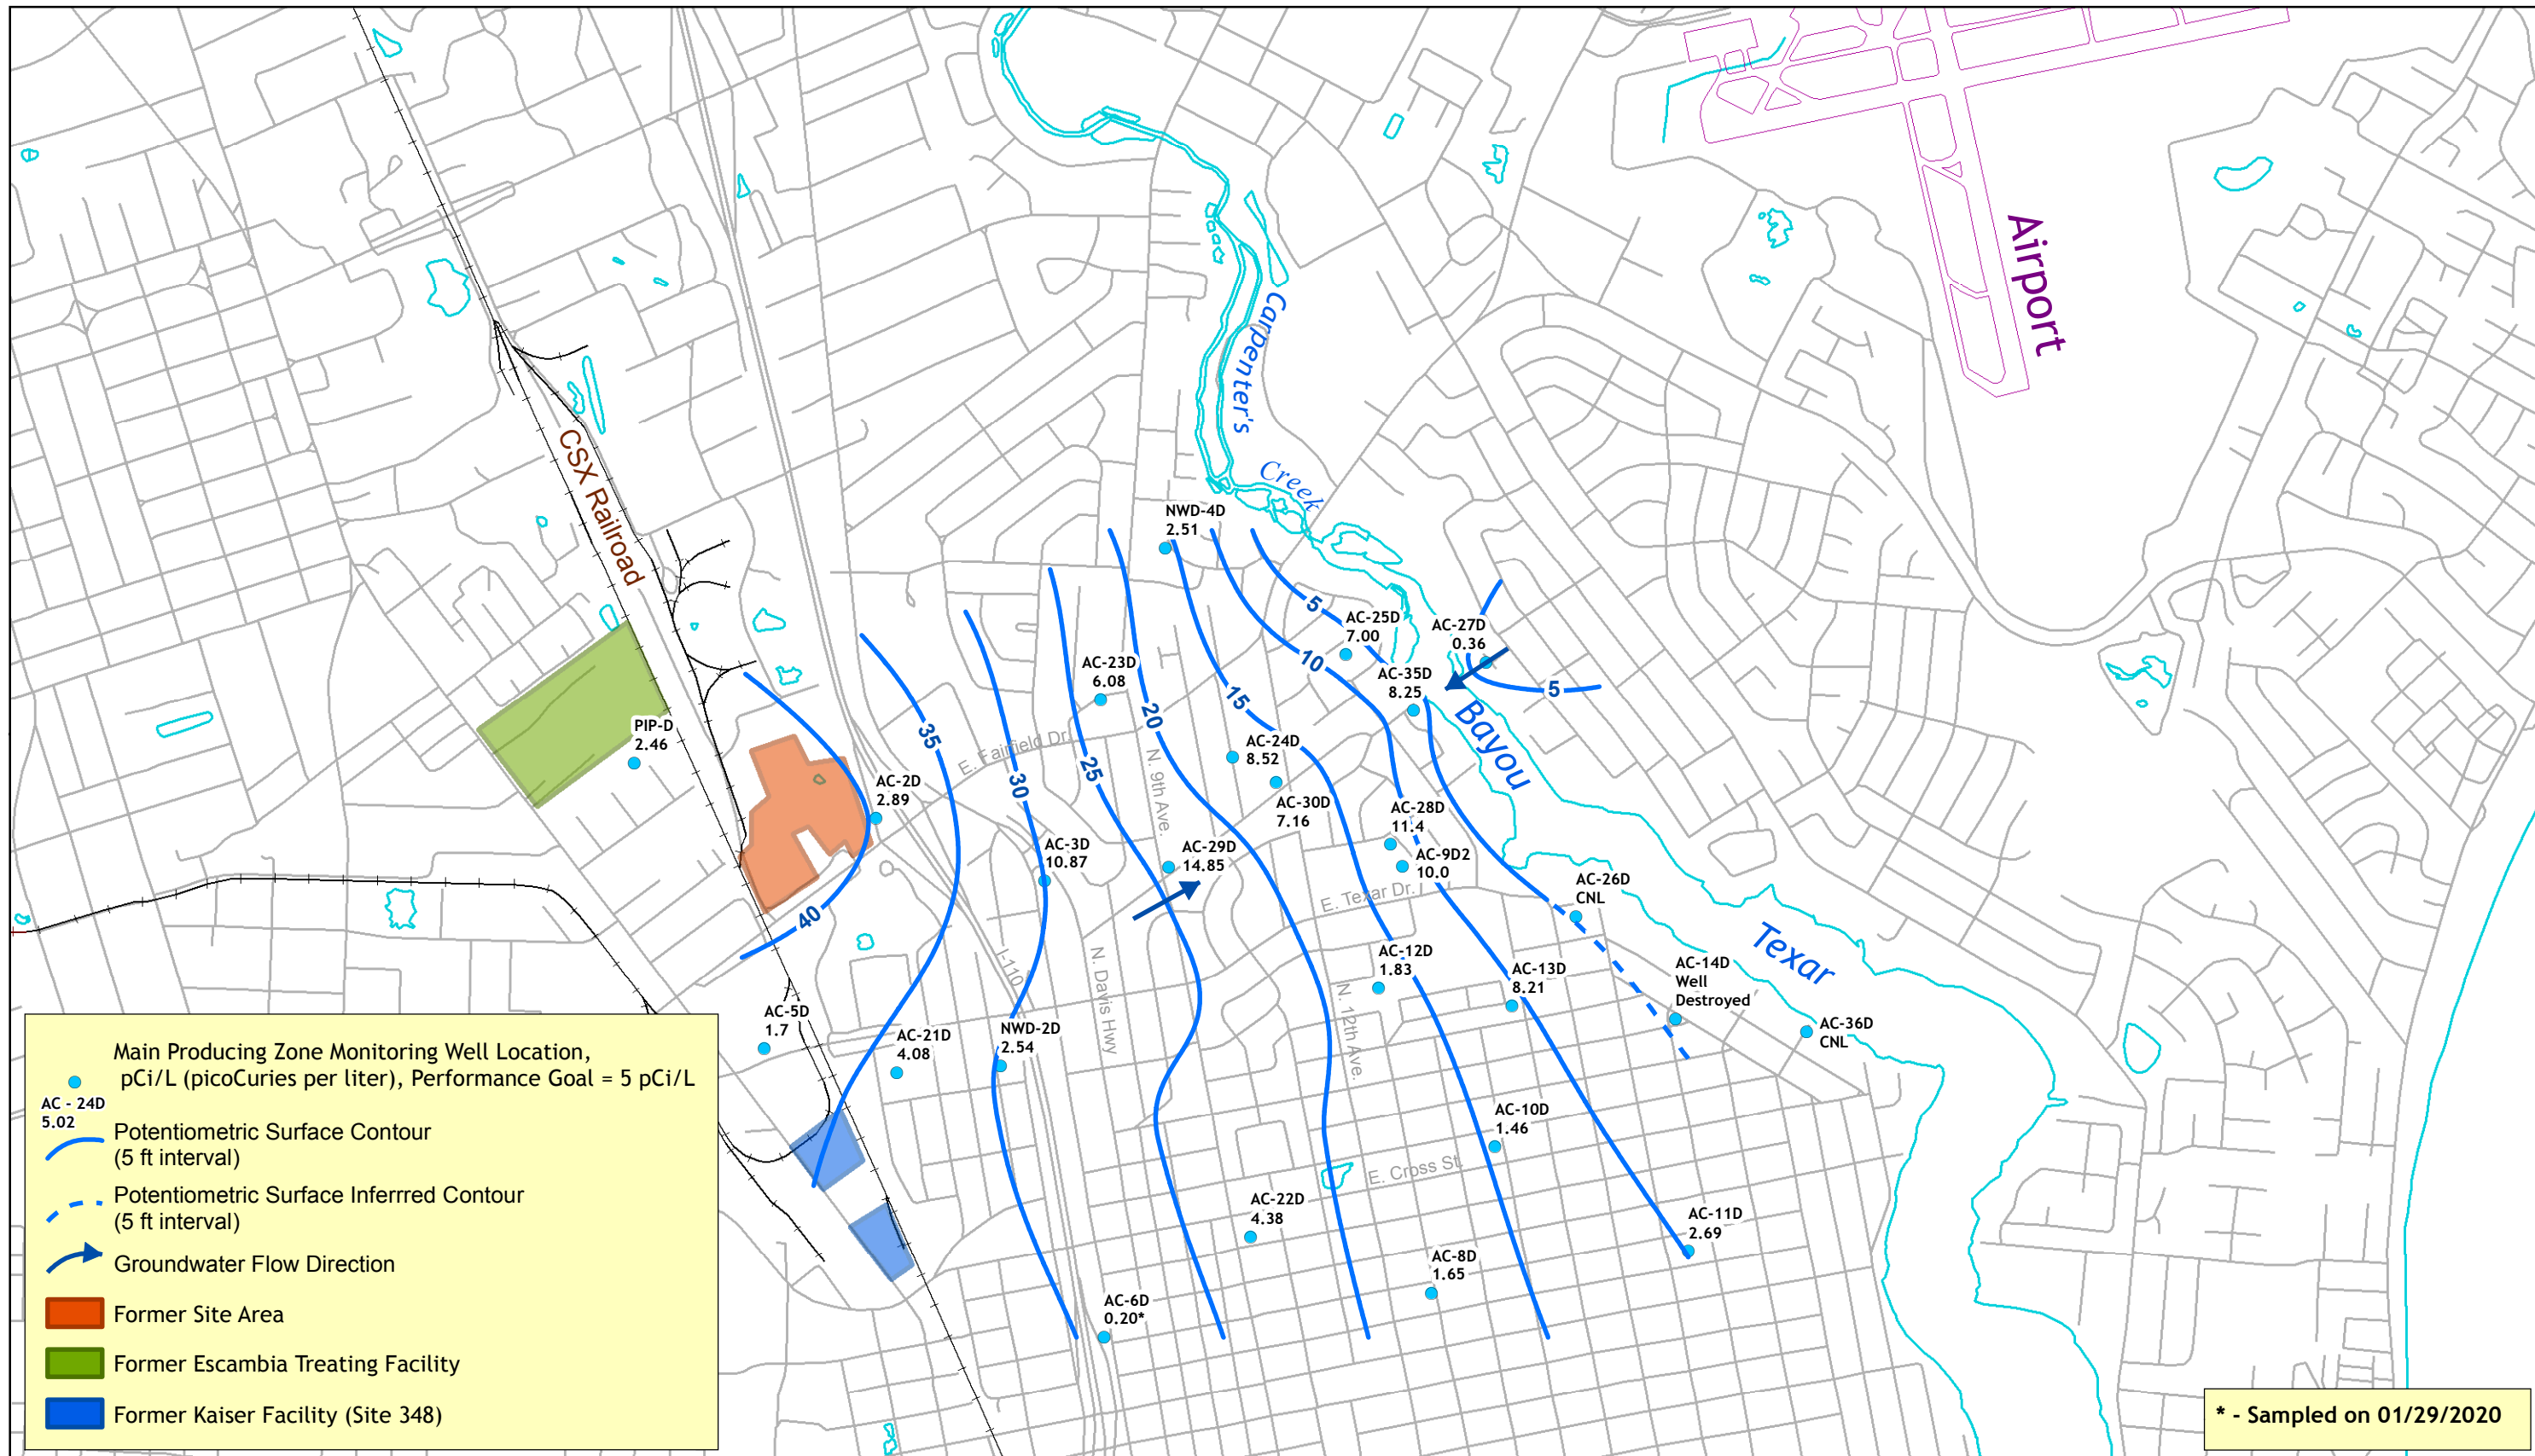 Airport
Carpenter's
Creek
CSX Railroad
NWD-4D
2.51
5
AC-25D
7.00
AC-27D
0.36
10
AC-23D
6.08
AC-35D
8.25
5
15
20
Bayou
PIP-D
2.46
35
E. Fairfield Dr.
AC-24D
8.52
25
30
N. 9th Ave.
AC-2D
2.89
AC-30D
7.16
AC-28D
11.4
AC-3D
10.87
AC-29D
14.85
AC-9D2
10.0
E. Texar Dr.
AC-26D
CNL
40
Texar
I-110
N. Davis Hwy
AC-12D
1.83
AC-13D
8.21
AC-14D
Well
Destroyed
N. 12th Ave.
AC-5D
1.7
AC-21D
4.08
NWD-2D
2.54
AC-36D
CNL
AC-10D
1.46
E. Cross St.
AC-22D
4.38
AC-11D
2.69
AC-8D
1.65
AC-6D
0.20*
Main Producing Zone Monitoring Well Location,
pCi/L (picoCuries per liter), Performance Goal = 5 pCi/L
AC - 24D
5.02
Potentiometric Surface Contour
(5 ft interval)
Potentiometric Surface Inferrred Contour
(5 ft interval)
Groundwater Flow Direction
Former Site Area
Former Escambia Treating Facility
Former Kaiser Facility (Site 348)
* - Sampled on 01/29/2020